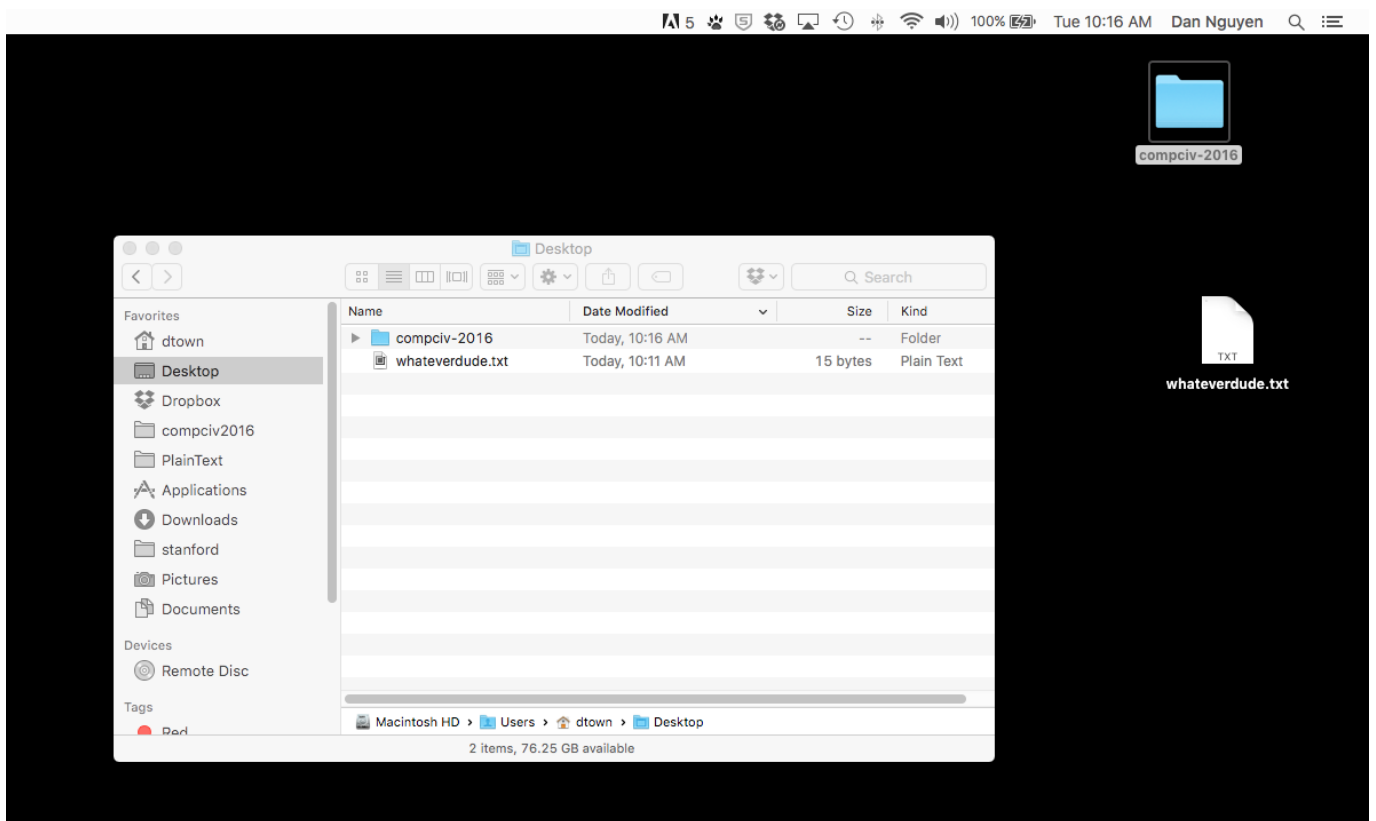 5 100% Tue 10:16 AM Dan Nguyen
compciv-2016
TXT
whateverdude.txt
Desktop
Search
Favorites
dtown
Desktop
Dropbox
compciv2016
PlainText
Applications
Downloads
stanford
Pictures
Documents
Devices
Remote Disc
Tags
Red
Name Date Modified Size Kind
compciv-2016 Today, 10:16 AM -- Folder
whateverdude.txt Today, 10:11 AM 15 bytes Plain Text
Macintosh HD › Users › dtown › Desktop
2 items, 76.25 GB available